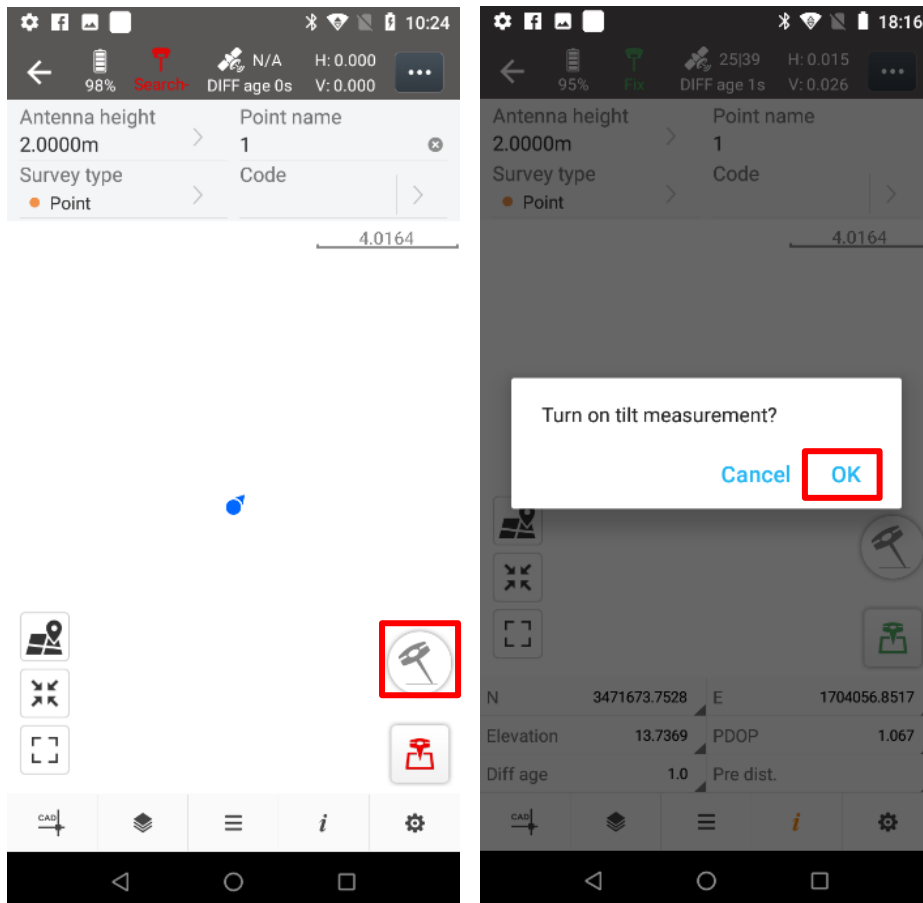 10:24
98%
Search-
N/A
DIFF age 0s
H: 0.000
V: 0.000
Antenna height
2.0000m
Point name
1
Survey type
Point
Code
4.0164
CAD
i
18:16
95%
Fix
25|39
DIFF age 1s
H: 0.015
V: 0.026
Antenna height
2.0000m
Point name
1
Survey type
Point
Code
4.0164
Turn on tilt measurement?
Cancel OK
N 3471673.7528 E 1704056.8517
Elevation 13.7369 PDOP 1.067
Diff age 1.0 Pre dist.
CAD
i